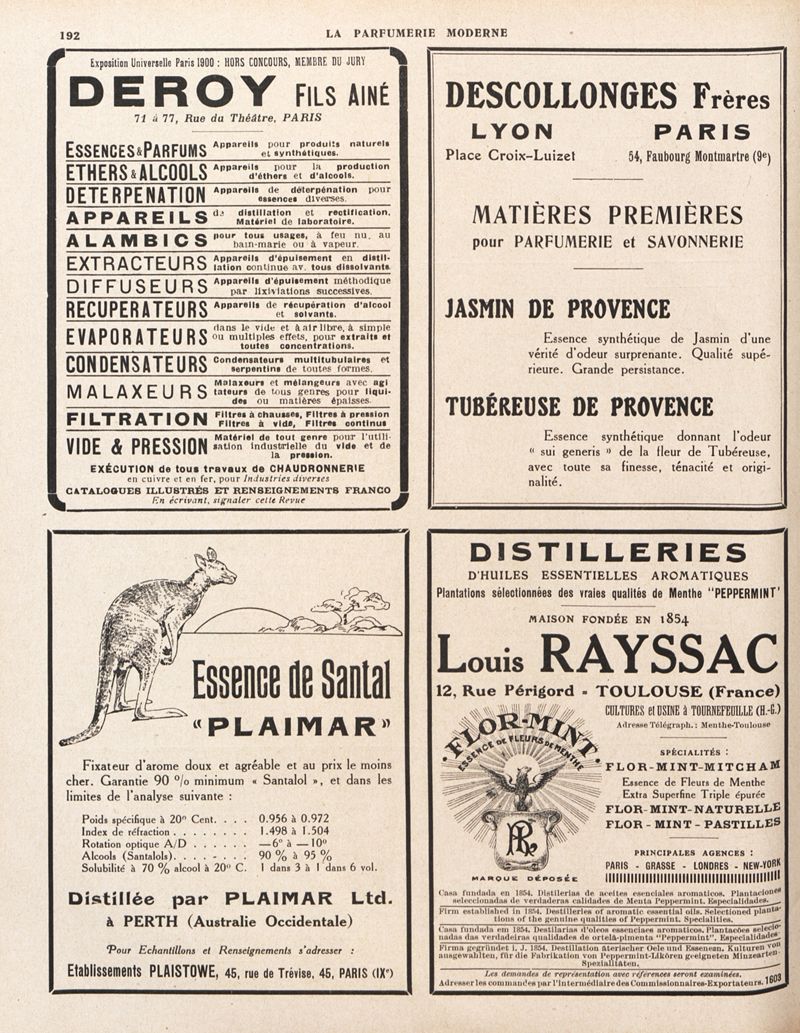 192
LA PARFUMERIE MODERNE
Exposition Universelle Paris 1900 : HORS CONCOURS, MEMBRE DU JURY
DEROY FILS AINÉ
71 à 77, Rue du Théâtre, PARIS
ESSENCES & PARFUMS Appareils pour produits naturels
et synthétiques.
ETHERS & ALCOOLS Appareils pour la production
d'éthers et d'alcools.
DETERPENATION Appareils de déterpénation pour
essences diverses.
APPAREILS de distillation et rectification.
Matériel de laboratoire.
ALAMBICS pour tous usages, à feu nu, au
bain-marie ou à vapeur.
EXTRACTEURS Appareils d'épuisement en distil-
lation continue av. tous dissolvants
DIFFUSEURS Appareils d'épuisement méthodique
par lixiviations successives.
RECUPERATEURS Appareils de récupération d'alcool
et solvants.
EVAPORATEURS dans le vide et à air libre, à simple
ou multiples effets, pour extraits et
toutes concentrations.
CONDENSATEURS Condensateurs multitubulaires et
serpentins de toutes formes.
MALAXEURS Malaxeurs et mélangeurs avec agi
tateurs de tous genres pour liqui-
des ou matières épaisses.
FILTRATION Filtres à chausses, Filtres à pression
Filtres à vide, Filtres continus
VIDE & PRESSION Matériel de tout genre pour l'utili-
sation industrielle du vide et de
la pression.
EXÉCUTION de tous travaux de CHAUDRONNERIE
en cuivre et en fer, pour Industries diverses
CATALOGUES ILLUSTRÉS ET RENSEIGNEMENTS FRANCO
En écrivant, signaler cette Revue
DESCOLLONGES Frères
LYON PARIS
Place Croix-Luizet 54, Faubourg Montmartre (9e)
MATIÈRES PREMIÈRES
pour PARFUMERIE et SAVONNERIE
JASMIN DE PROVENCE
Essence synthétique de Jasmin d'une
vérité d'odeur surprenante. Qualité supé-
rieure. Grande persistance.
TUBÉREUSE DE PROVENCE
Essence synthétique donnant l'odeur
« sui generis » de la fleur de Tubéreuse,
avec toute sa finesse, ténacité et origi-
nalité.
Essence de Santal
"PLAIMAR"
Fixateur d'arome doux et agréable et au prix le moins
cher. Garantie 90 % minimum « Santalol », et dans les
limites de l'analyse suivante :
Poids spécifique à 20° Cent. . . . 0.956 à 0.972
Index de réfraction . . . . . . . . 1.498 à 1.504
Rotation optique A/D . . . . . . —6° à —10°
Alcools (Santalols). . . . . . . . 90 % à 95 %
Solubilité à 70 % alcool à 20° C. 1 dans 3 à 1 dans 6 vol.
Distillée par PLAIMAR Ltd.
à PERTH (Australie Occidentale)
Pour Echantillons et Renseignements s'adresser :
Etablissements PLAISTOWE, 45, rue de Trévise, 45, PARIS (IXe)
DISTILLERIES
D'HUILES ESSENTIELLES AROMATIQUES
Plantations sélectionnées des vraies qualités de Menthe "PEPPERMINT'
MAISON FONDÉE EN 1854
Louis RAYSSAC
12, Rue Périgord - TOULOUSE (France)
CULTURES et USINE à TOURNEFEUILLE (H.-G.)
Adresse Télégraph. : Menthe-Toulouse
·FLOR-MINT·
ESSENCE DE FLEURS DE MENTHE
R
MARQUE DÉPOSÉE
SPÉCIALITÉS :
FLOR-MINT-MITCHAM
Essence de Fleurs de Menthe
Extra Superfine Triple épurée
FLOR-MINT-NATURELLE
FLOR - MINT - PASTILLES
PRINCIPALES AGENCES :
PARIS - GRASSE - LONDRES - NEW-YORK
Casa fundada en 1854. Distilerias de aceites esenciales aromaticos. Plantaciones
seleccionadas de verdaderas calidades de Menta Peppermint. Especialidades.
Firm established in 1854. Destilleries of aromatic essential oils. Selected planta-
tions of the genuine qualities of Peppermint. Specialities.
Casa fundada em 1854. Destilarias d'oleos essenciaes aromaticos. Plantacões selecio-
nadas das verdadeiras qualidades de ortelã-pimenta "Peppermint". Especialidades
Firma gegründet i, J. 1854. Destillation äterischer Oele und Essenzen. Kulturen von
ausgewahlten, für die Fabrikation von Peppermint-Likören geeigneten Minzearten-
Spezialitäten.
Les demandes de représentation avec références seront examinées.
Adresser les commandes par l'intermédiaire des Commissionnaires-Exportateurs. 1603